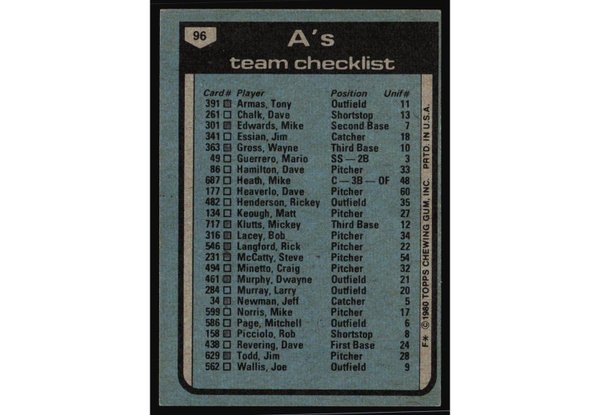 96
A's
team checklist
Card # Player Position Unif #
391 Armas, Tony Outfield 11
261 Chalk, Dave Shortstop 13
301 Edwards, Mike Second Base 7
341 Essian, Jim Catcher 18
363 Gross, Wayne Third Base 10
49 Guerrero, Mario SS — 2B 3
86 Hamilton, Dave Pitcher 33
687 Heath, Mike C — 3B — OF 48
177 Heaverlo, Dave Pitcher 60
482 Henderson, Rickey Outfield 35
134 Keough, Matt Pitcher 27
717 Klutts, Mickey Third Base 12
316 Lacey, Bob Pitcher 34
546 Langford, Rick Pitcher 22
231 McCatty, Steve Pitcher 54
494 Minetto, Craig Pitcher 32
461 Murphy, Dwayne Outfield 21
284 Murray, Larry Outfield 20
34 Newman, Jeff Catcher 5
599 Norris, Mike Pitcher 17
586 Page, Mitchell Outfield 6
158 Picciolo, Rob Shortstop 8
438 Revering, Dave First Base 24
629 Todd, Jim Pitcher 28
562 Wallis, Joe Outfield 9
F* © 1980 TOPPS CHEWING GUM, INC. PRTD. IN U.S.A.